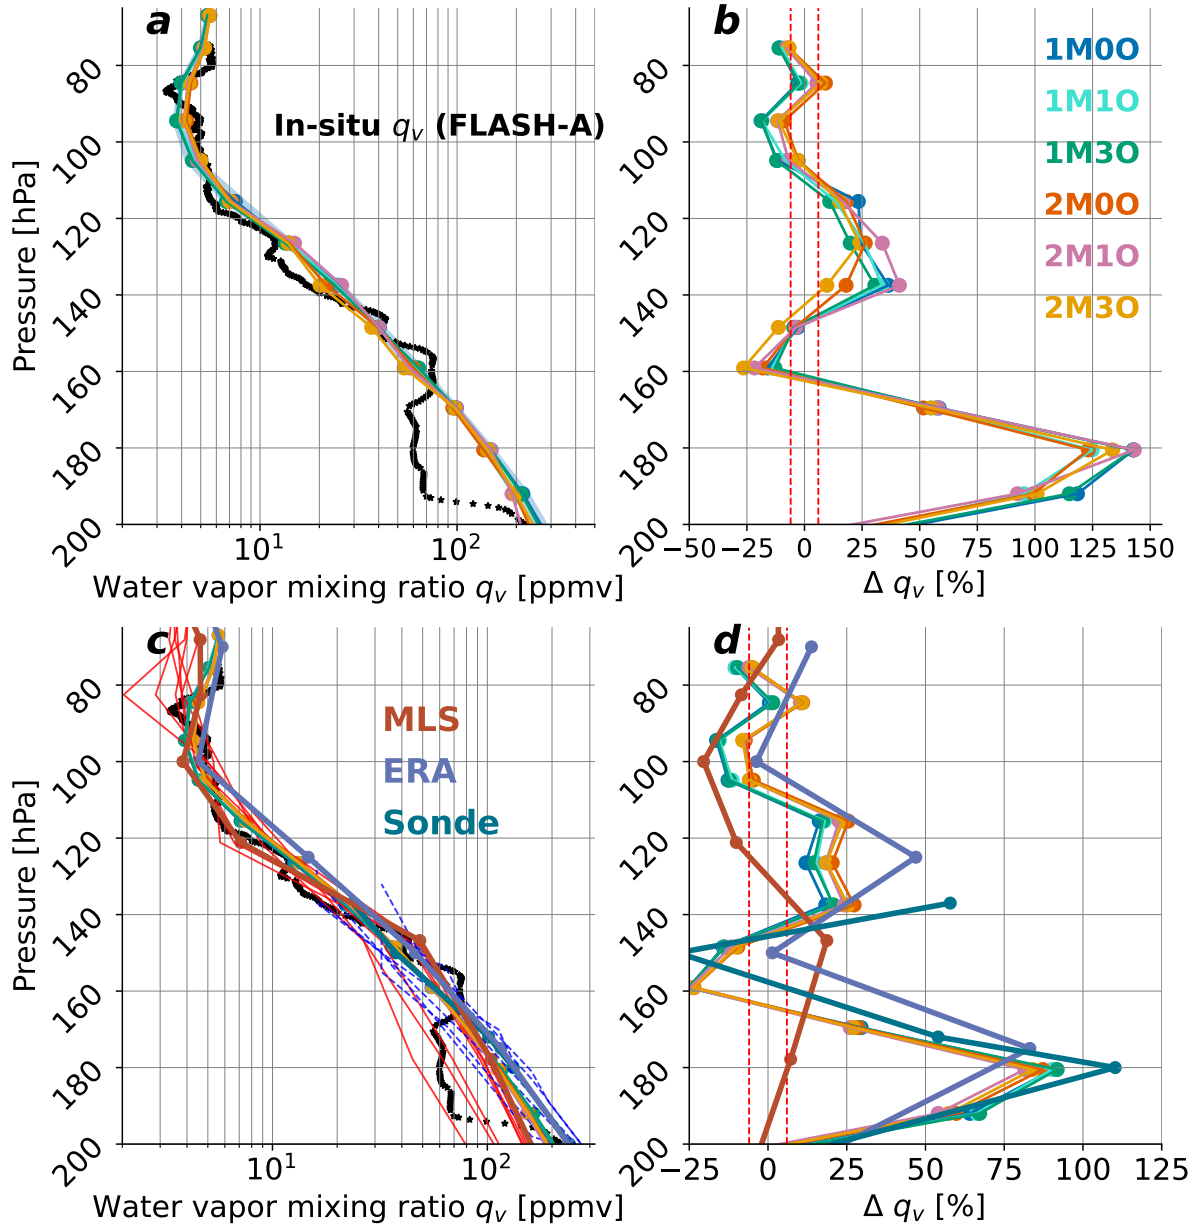 a
In-situ qv (FLASH-A)
Pressure [hPa]
80
100
120
140
160
180
200
10¹
10²
Water vapor mixing ratio qv [ppmv]
b
1M0O
1M1O
1M3O
2M0O
2M1O
2M3O
80
100
120
140
160
180
200
−50 −25 0 25 50 75 100 125 150
Δ qv [%]
c
MLS
ERA
Sonde
Pressure [hPa]
80
100
120
140
160
180
200
10¹
10²
Water vapor mixing ratio qv [ppmv]
d
80
100
120
140
160
180
200
−25 0 25 50 75 100 125
Δ qv [%]